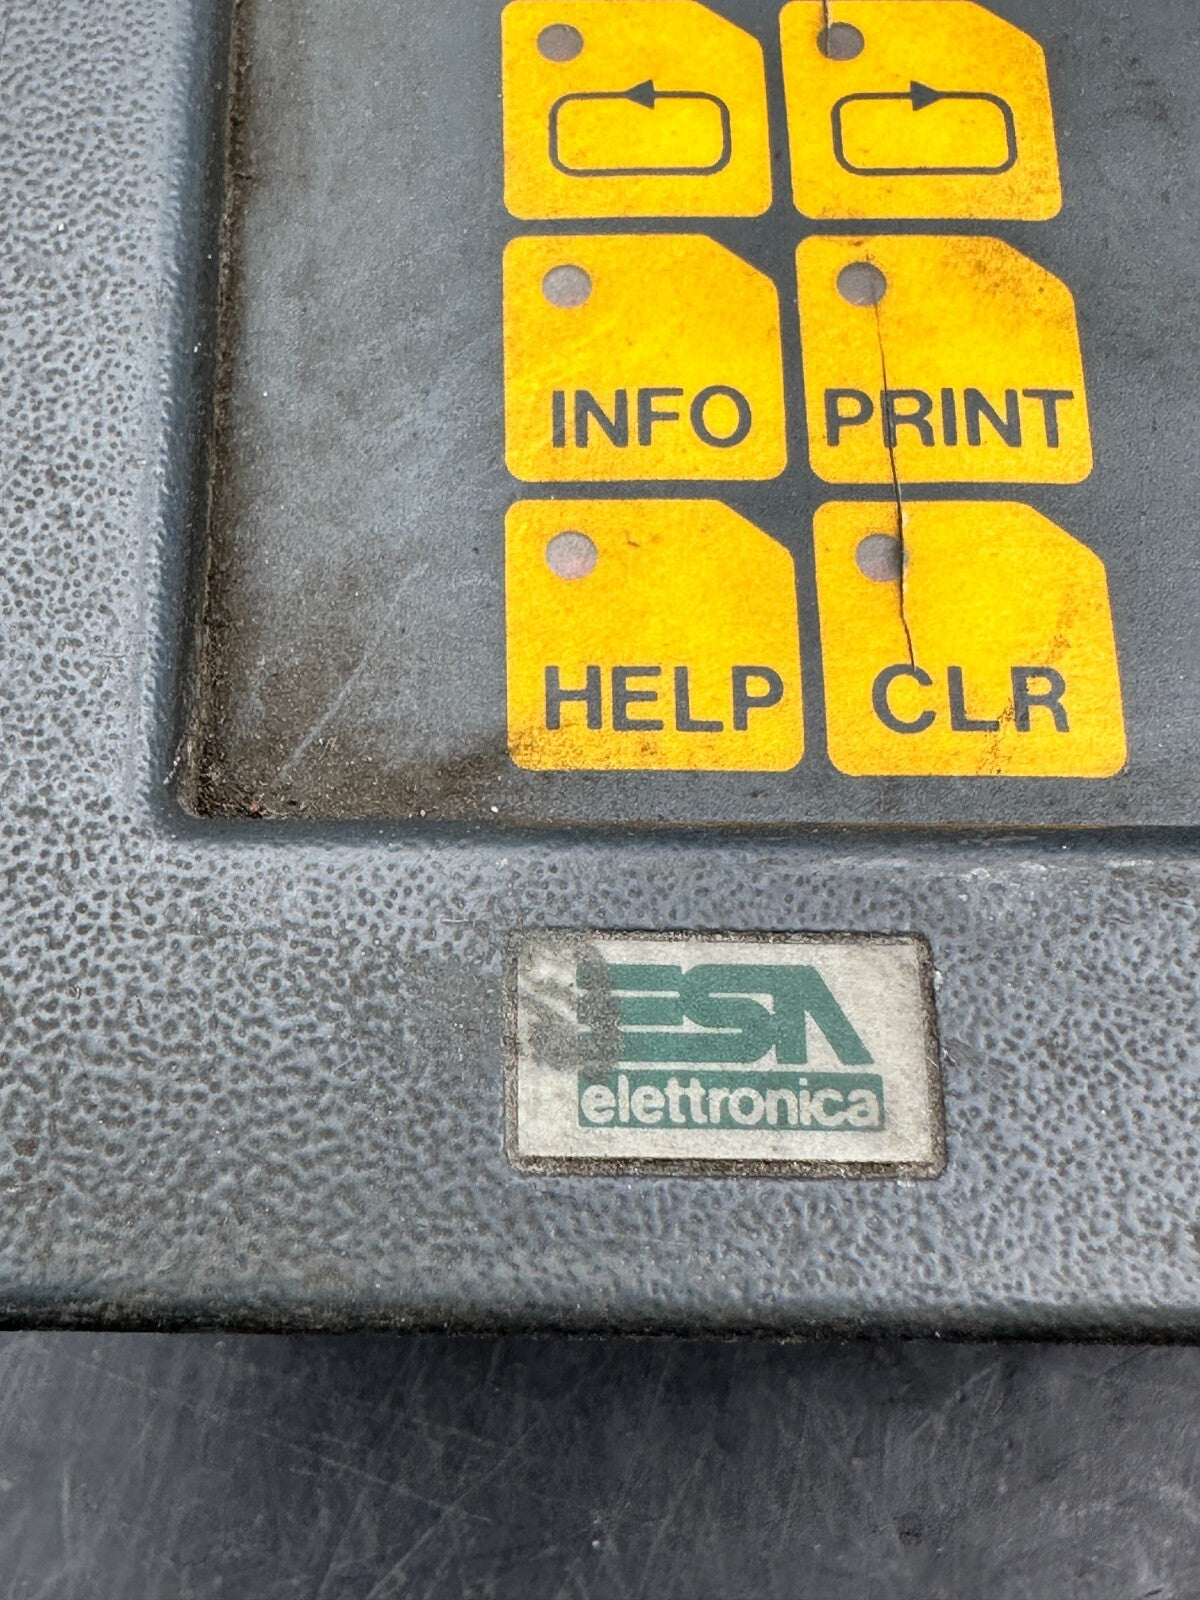 INFO PRINT
HELP CLR
ESA
elettronica